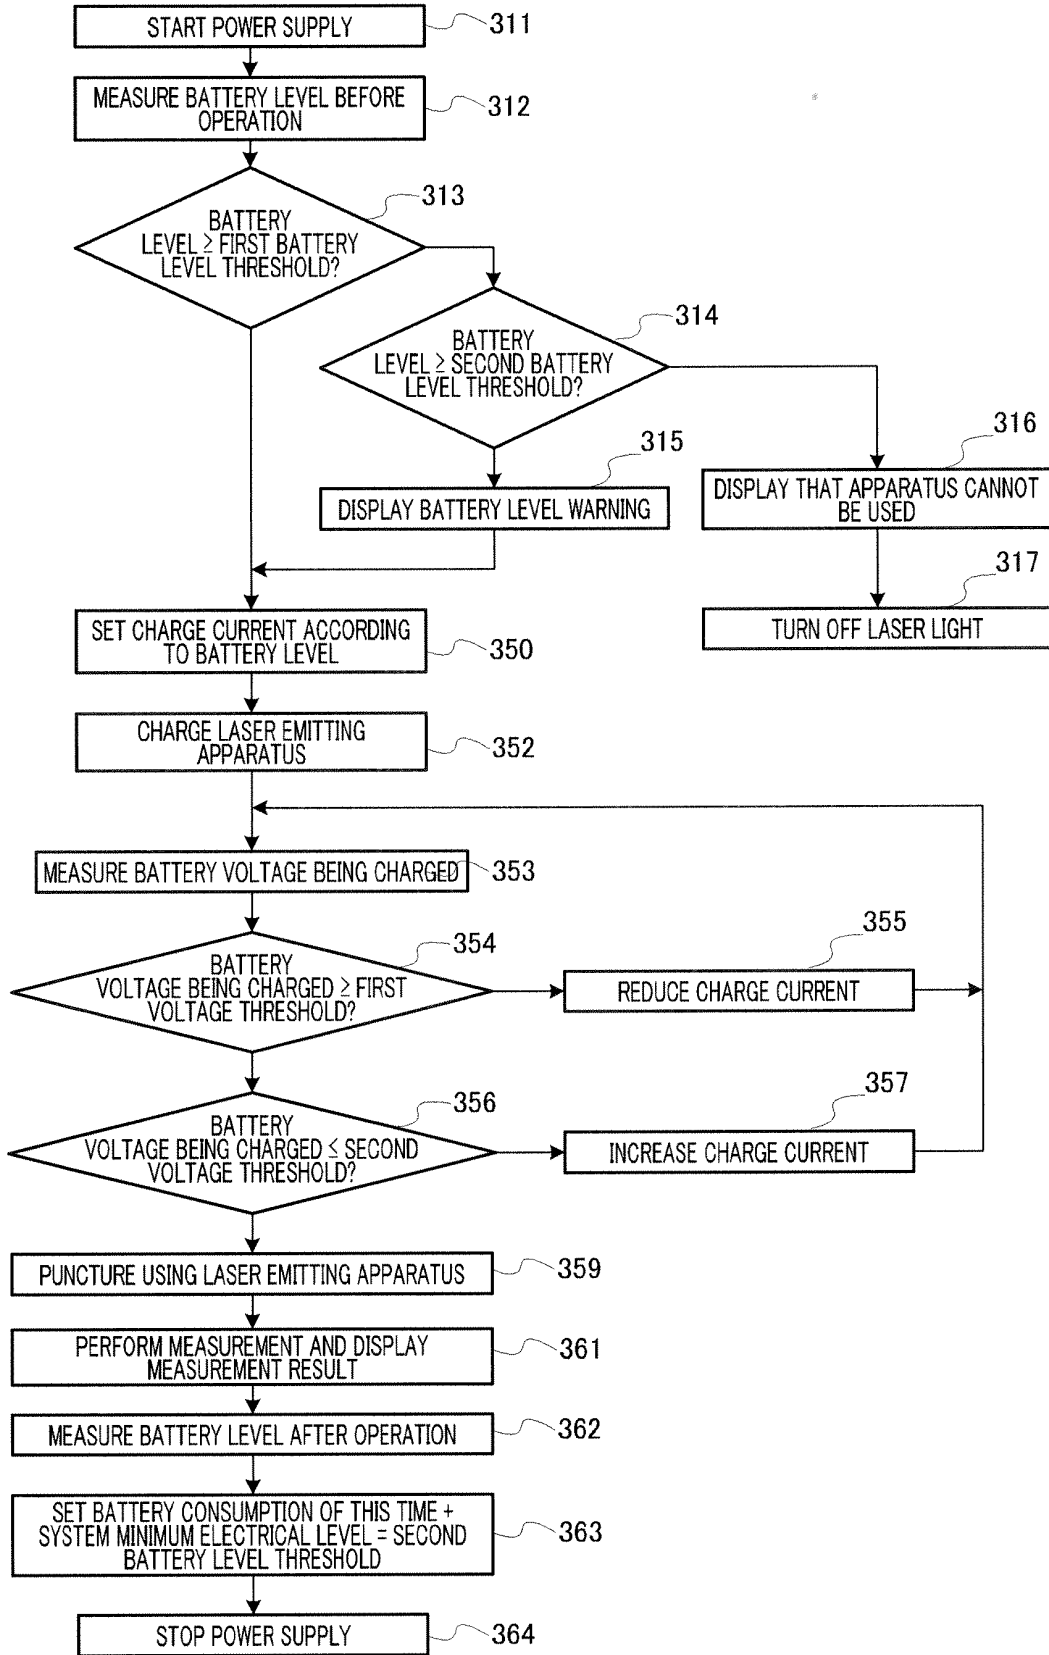 START POWER SUPPLY
311
MEASURE BATTERY LEVEL BEFORE
OPERATION
312
313
BATTERY
LEVEL ≥ FIRST BATTERY
LEVEL THRESHOLD?
314
BATTERY
LEVEL ≥ SECOND BATTERY
LEVEL THRESHOLD?
315
DISPLAY BATTERY LEVEL WARNING
316
DISPLAY THAT APPARATUS CANNOT
BE USED
317
TURN OFF LASER LIGHT
SET CHARGE CURRENT ACCORDING
TO BATTERY LEVEL
350
CHARGE LASER EMITTING
APPARATUS
352
MEASURE BATTERY VOLTAGE BEING CHARGED
353
354
BATTERY
VOLTAGE BEING CHARGED ≥ FIRST
VOLTAGE THRESHOLD?
355
REDUCE CHARGE CURRENT
356
BATTERY
VOLTAGE BEING CHARGED ≤ SECOND
VOLTAGE THRESHOLD?
357
INCREASE CHARGE CURRENT
PUNCTURE USING LASER EMITTING APPARATUS
359
PERFORM MEASUREMENT AND DISPLAY
MEASUREMENT RESULT
361
MEASURE BATTERY LEVEL AFTER OPERATION
362
SET BATTERY CONSUMPTION OF THIS TIME +
SYSTEM MINIMUM ELECTRICAL LEVEL = SECOND
BATTERY LEVEL THRESHOLD
363
STOP POWER SUPPLY
364